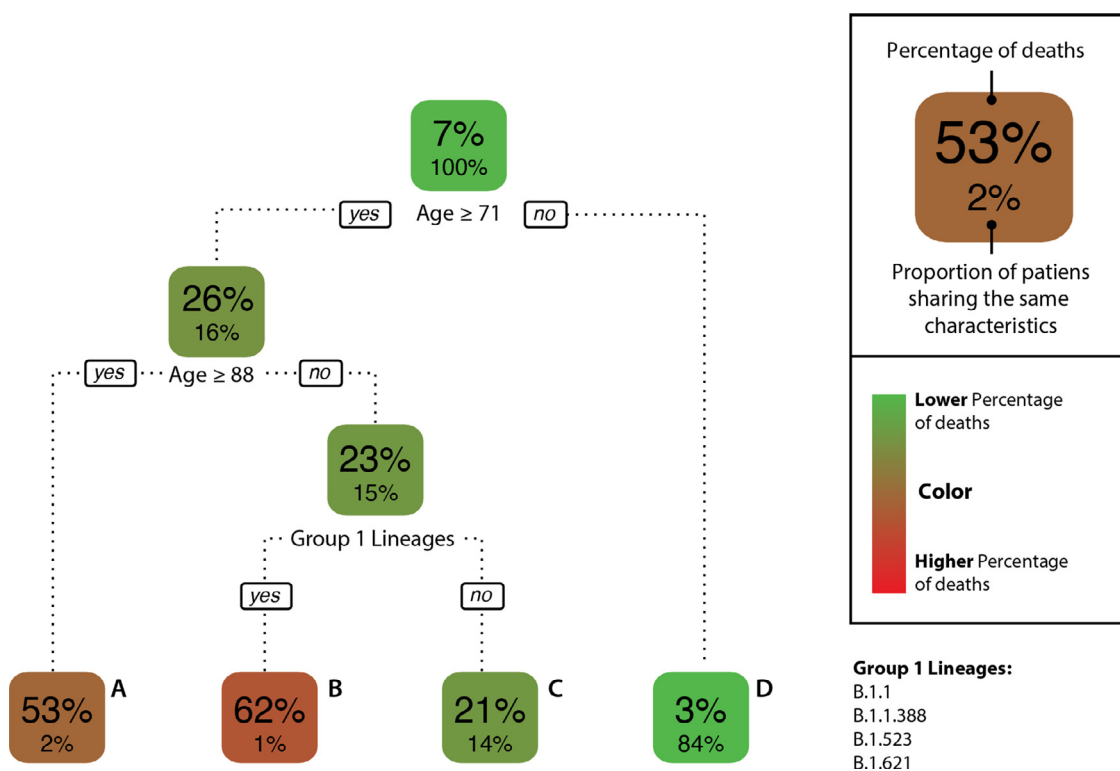 7%
100%
yes
Age ≥ 71
no
26%
16%
yes
Age ≥ 88
no
23%
15%
Group 1 Lineages
yes
no
53%
2%
A
62%
1%
B
21%
14%
C
3%
84%
D
Percentage of deaths
53%
2%
Proportion of patiens
sharing the same
characteristics
Lower Percentage
of deaths
Color
Higher Percentage
of deaths
Group 1 Lineages:
B.1.1
B.1.1.388
B.1.523
B.1.621